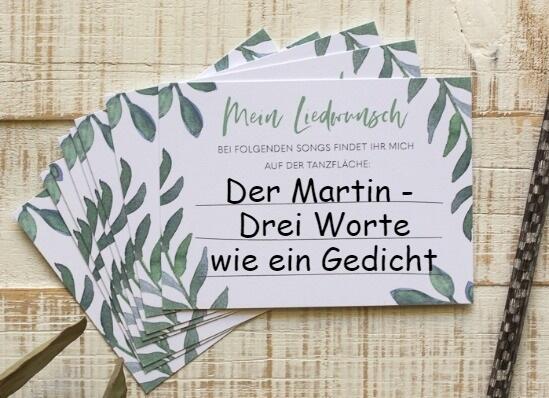 Mein Liedwunsch
BEI FOLGENDEN SONGS FINDET IHR MICH
AUF DER TANZFLÄCHE:
Der Martin -
Drei Worte
wie ein Gedicht